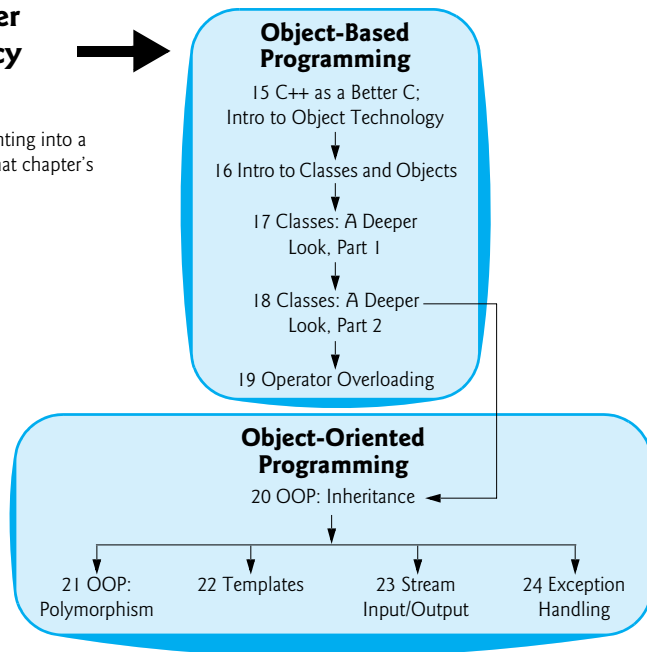 er
cy
nting into a
hat chapter's
Object-Based
Programming
15 C++ as a Better C;
Intro to Object Technology
16 Intro to Classes and Objects
17 Classes: A Deeper
Look, Part 1
18 Classes: A Deeper
Look, Part 2
19 Operator Overloading
Object-Oriented
Programming
20 OOP: Inheritance
21 OOP:
Polymorphism
22 Templates
23 Stream
Input/Output
24 Exception
Handling